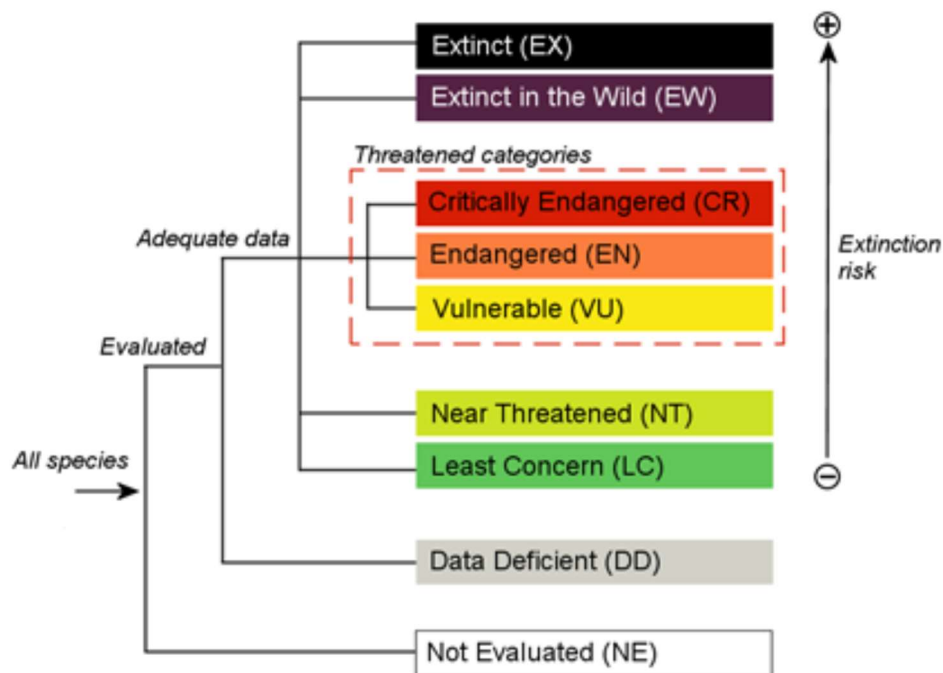 Extinct (EX)
Extinct in the Wild (EW)
Threatened categories
Critically Endangered (CR)
Adequate data
Endangered (EN)
Extinction
risk
Vulnerable (VU)
Evaluated
Near Threatened (NT)
All species
Least Concern (LC)
Data Deficient (DD)
Not Evaluated (NE)